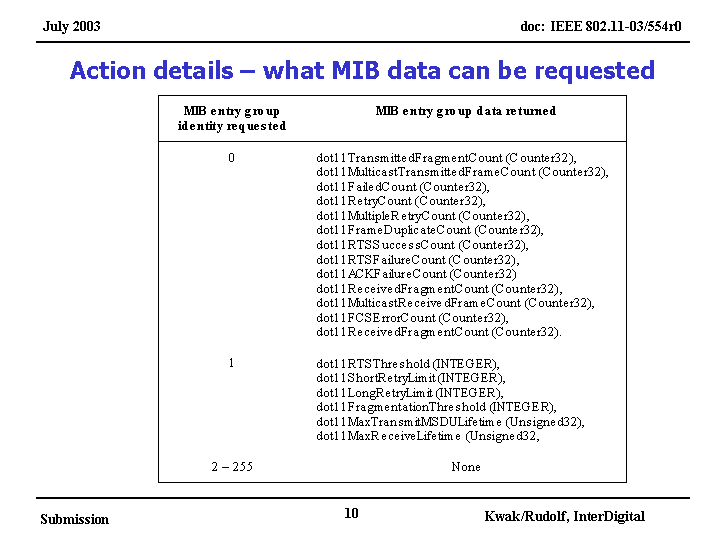 July 2003 doc: IEEE 802.11-03/554r0
Action details – what MIB data can be requested
MIB entry group identity requested
MIB entry group data returned
0
dot11TransmittedFragmentCount (Counter32),
dot11MulticastTransmittedFrameCount (Counter32),
dot11FailedCount (Counter32),
dot11RetryCount (Counter32),
dot11MultipleRetryCount (Counter32),
dot11FrameDuplicateCount (Counter32),
dot11RTSSuccessCount (Counter32),
dot11RTSFailureCount (Counter32),
dot11ACKFailureCount (Counter32)
dot11ReceivedFragmentCount (Counter32),
dot11MulticastReceivedFrameCount (Counter32),
dot11FCSErrorCount (Counter32),
dot11ReceivedFragmentCount (Counter32).
1
dot11RTSThreshold (INTEGER),
dot11ShortRetryLimit (INTEGER),
dot11LongRetryLimit (INTEGER),
dot11FragmentationThreshold (INTEGER),
dot11MaxTransmitMSDULifetime (Unsigned32),
dot11MaxReceiveLifetime (Unsigned32,
2 – 255 None
Submission 10 Kwak/Rudolf, InterDigital